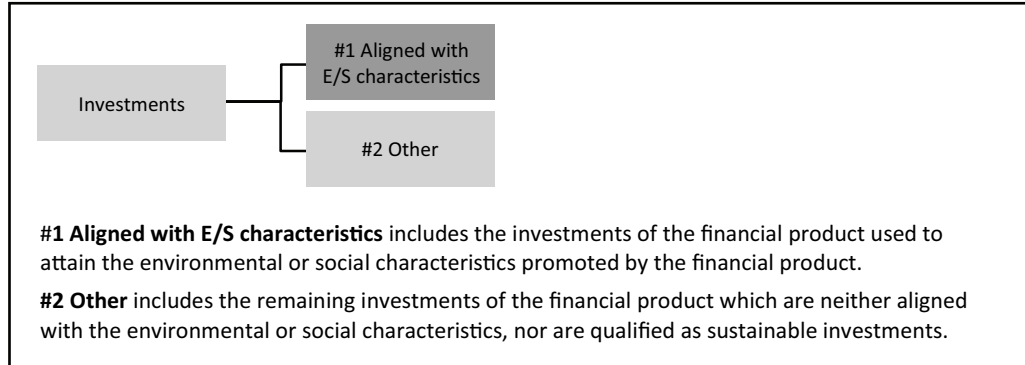 #1 Aligned with
E/S characteristics
Investments
#2 Other
#1 Aligned with E/S characteristics includes the investments of the financial product used to
attain the environmental or social characteristics promoted by the financial product.
#2 Other includes the remaining investments of the financial product which are neither aligned
with the environmental or social characteristics, nor are qualified as sustainable investments.